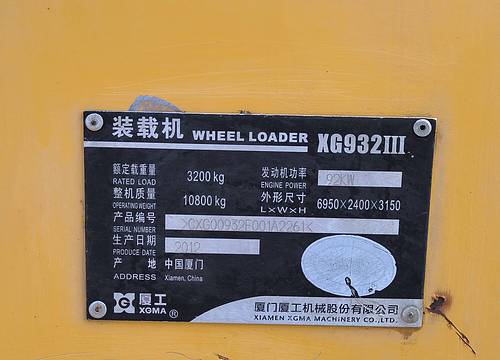 装载机 WHEEL LOADER XG932III
额定载重量 3200 kg 发动机功率 92KW
RATED LOAD ENGINE POWER
整机质量 10800 kg 外形尺寸 6950×2400×3150
OPERATING WEIGHT L×W×H
产品编号
SERIAL NUMBER
生产日期 2012
PRODUCE DATE
产地 中国厦门
ADDRESS Xiamen, China
厦工 厦门厦工机械股份有限公司
XGMA ® XIAMEN XGMA MACHINERY CO.,LTD.